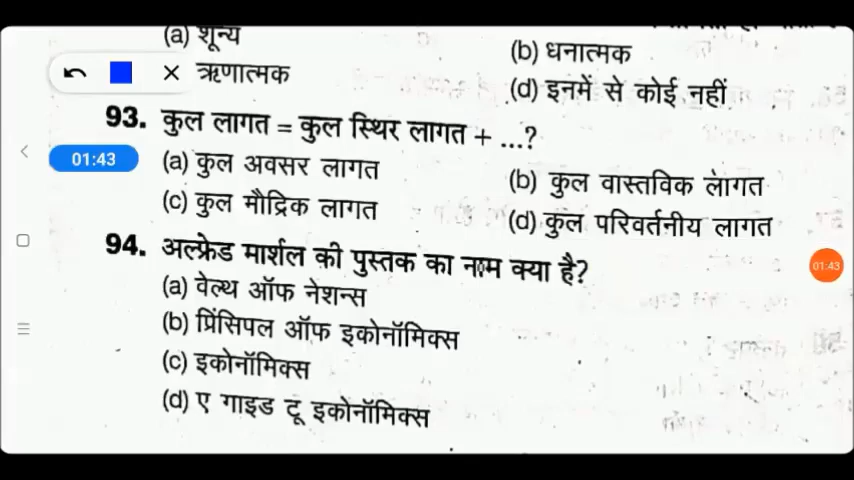 (a) शून्य
(b) धनात्मक
ऋणात्मक
(d) इनमें से कोई नहीं
93. कुल लागत = कुल स्थिर लागत + ...?
01:43
(a) कुल अवसर लागत
(b) कुल वास्तविक लागत
(c) कुल मौद्रिक लागत
(d) कुल परिवर्तनीय लागत
94. अल्फ्रेड मार्शल की पुस्तक का नाम क्या है?
01:43
(a) वेल्थ ऑफ नेशन्स
(b) प्रिंसिपल ऑफ इकोनॉमिक्स
(c) इकोनॉमिक्स
(d) ए गाइड टू इकोनॉमिक्स